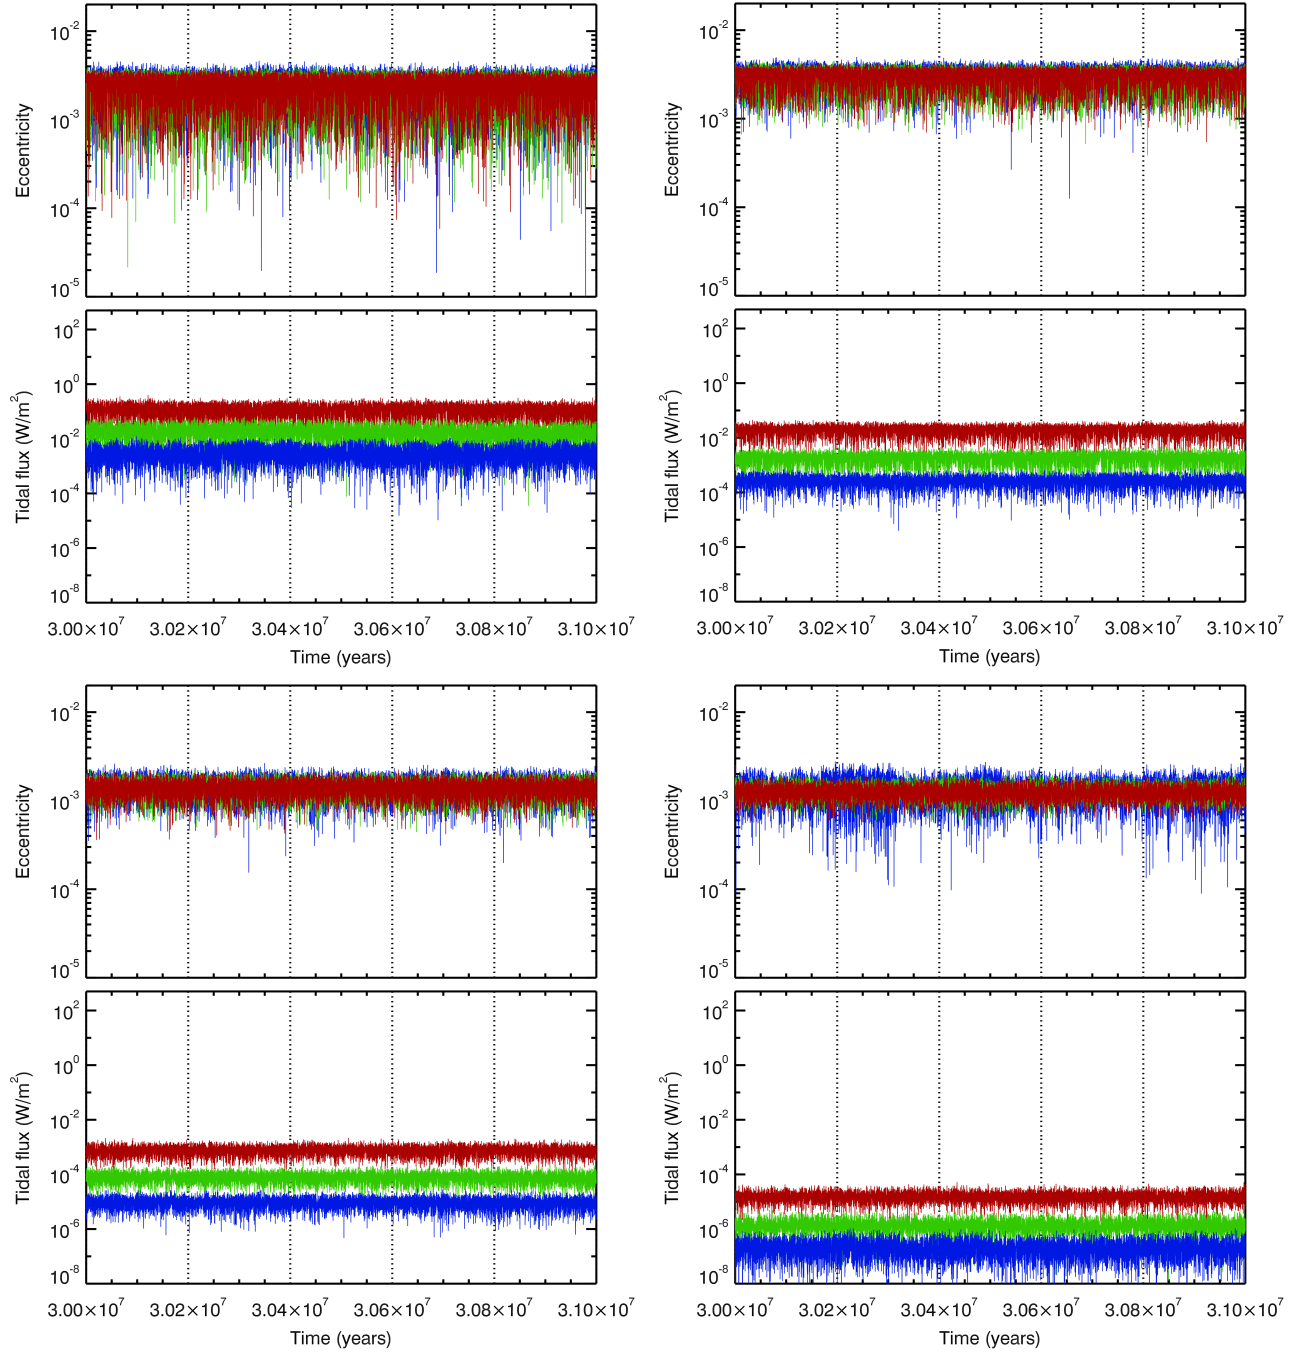 10⁻²
10⁻³
10⁻⁴
10⁻⁵
Eccentricity
10²
10⁰
10⁻²
10⁻⁴
10⁻⁶
10⁻⁸
Tidal flux (W/m²)
3.00×10⁷ 3.02×10⁷ 3.04×10⁷ 3.06×10⁷ 3.08×10⁷ 3.10×10⁷
Time (years)
10⁻²
10⁻³
10⁻⁴
10⁻⁵
Eccentricity
10²
10⁰
10⁻²
10⁻⁴
10⁻⁶
10⁻⁸
Tidal flux (W/m²)
3.00×10⁷ 3.02×10⁷ 3.04×10⁷ 3.06×10⁷ 3.08×10⁷ 3.10×10⁷
Time (years)
10⁻²
10⁻³
10⁻⁴
10⁻⁵
Eccentricity
10²
10⁰
10⁻²
10⁻⁴
10⁻⁶
10⁻⁸
Tidal flux (W/m²)
3.00×10⁷ 3.02×10⁷ 3.04×10⁷ 3.06×10⁷ 3.08×10⁷ 3.10×10⁷
Time (years)
10⁻²
10⁻³
10⁻⁴
10⁻⁵
Eccentricity
10²
10⁰
10⁻²
10⁻⁴
10⁻⁶
10⁻⁸
Tidal flux (W/m²)
3.00×10⁷ 3.02×10⁷ 3.04×10⁷ 3.06×10⁷ 3.08×10⁷ 3.10×10⁷
Time (years)